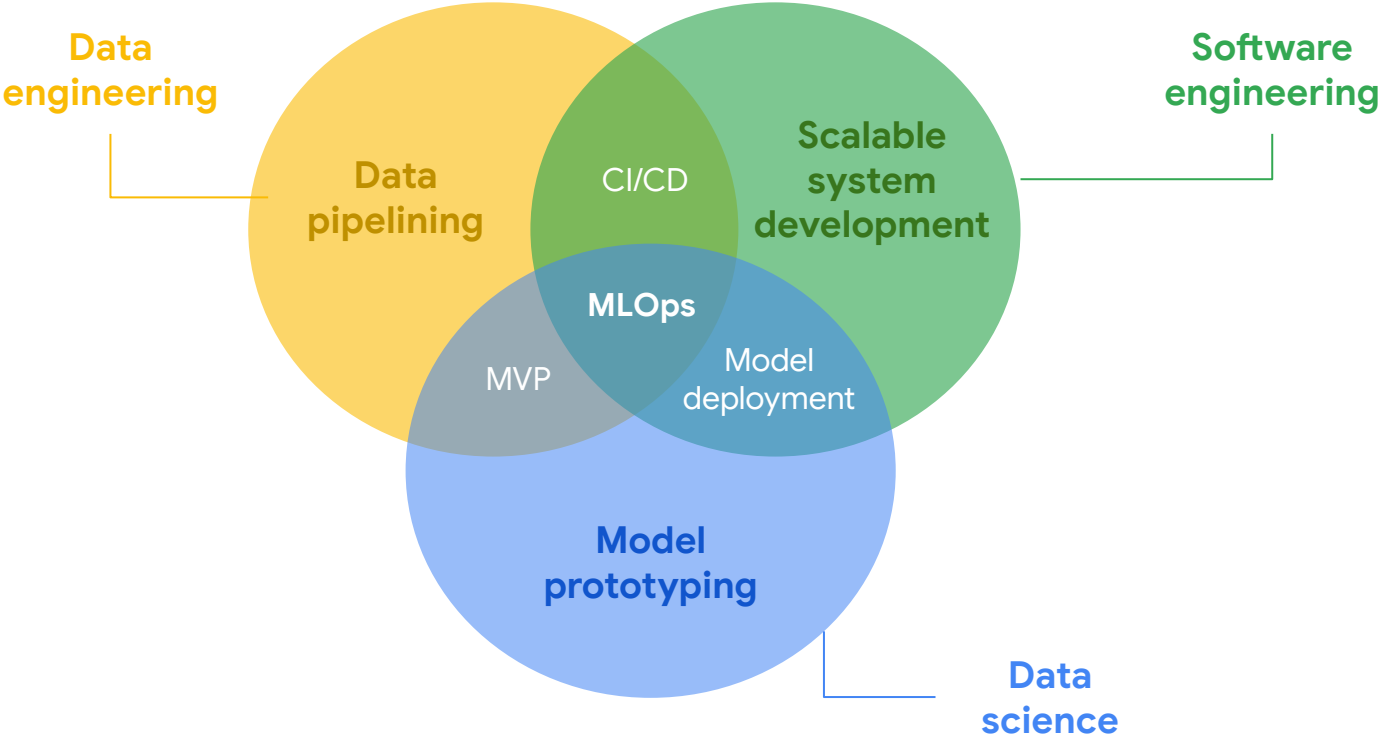 Data
engineering
Software
engineering
Data
pipelining
CI/CD
Scalable
system
development
MLOps
MVP
Model
deployment
Model
prototyping
Data
science